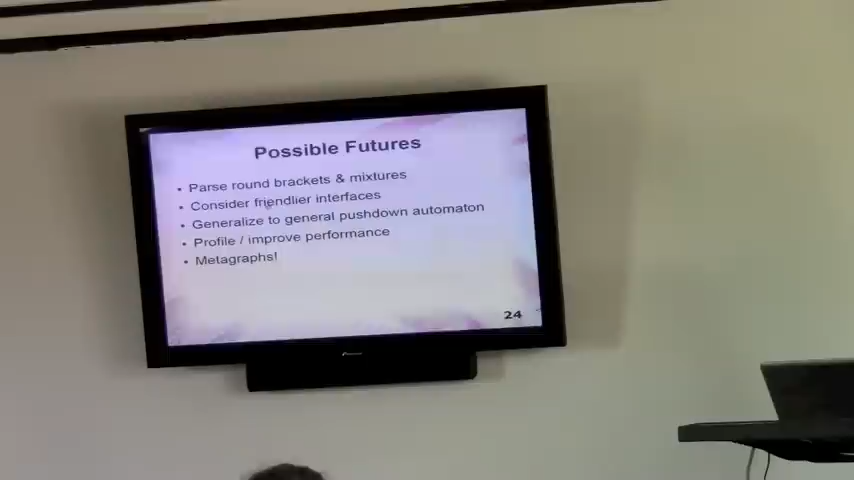 Possible Futures
• Parse round brackets & mixtures
• Consider friendlier interfaces
• Generalize to general pushdown automaton
• Profile / improve performance
• Metagraphs!
24